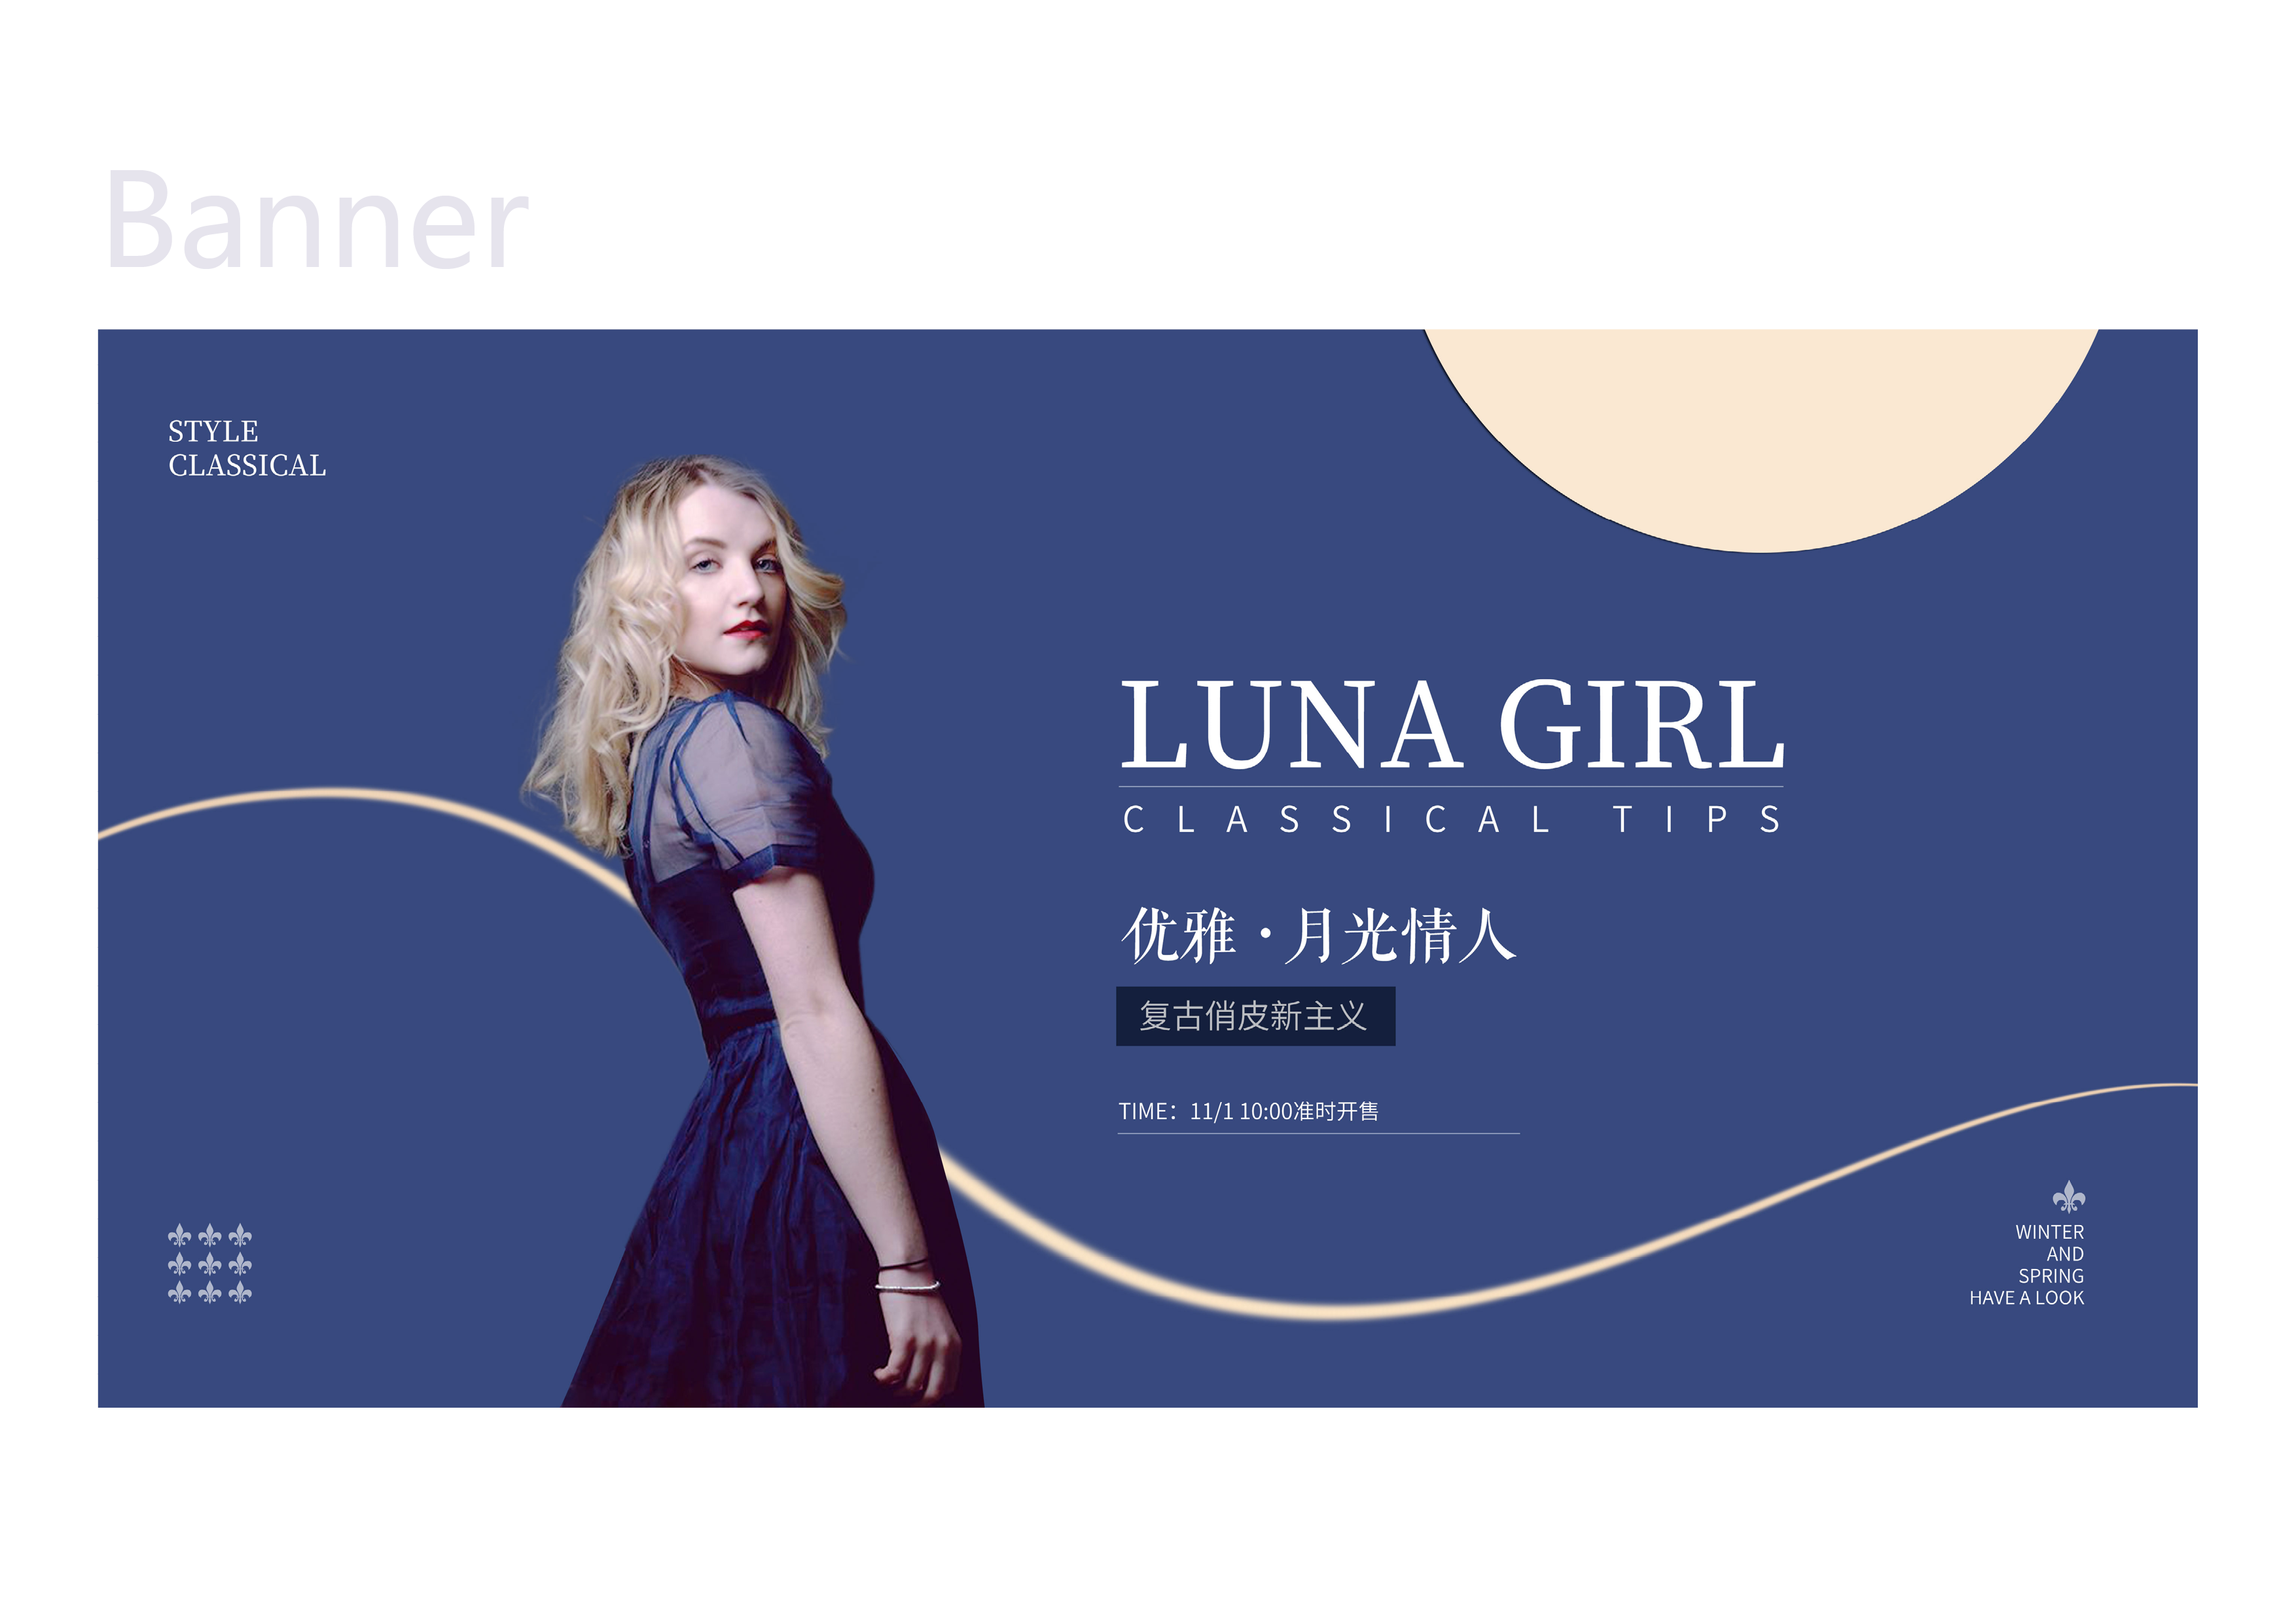 Banner
STYLE
CLASSICAL
LUNA GIRL
CLASSICAL TIPS
优雅·月光情人
复古俏皮新主义
TIME：11/1 10:00准时开售
WINTER
AND
SPRING
HAVE A LOOK